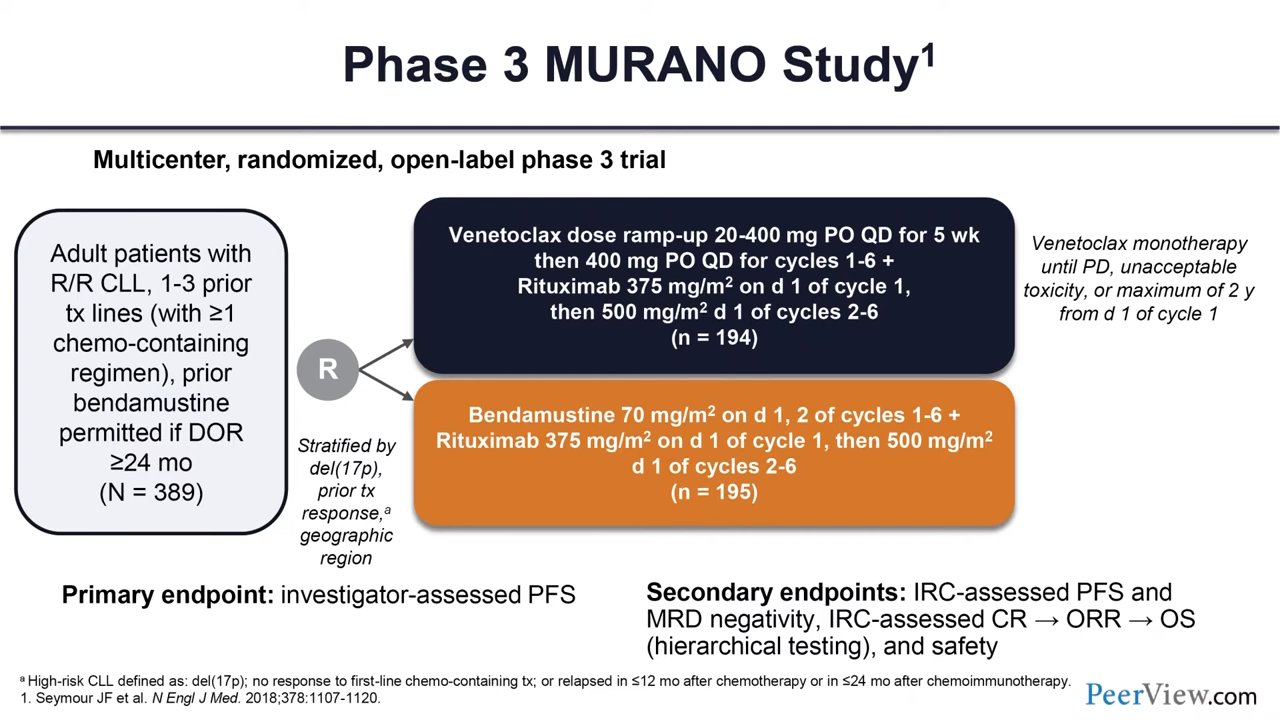 Phase 3 MURANO Study¹
Multicenter, randomized, open-label phase 3 trial
Adult patients with
R/R CLL, 1-3 prior
tx lines (with ≥1
chemo-containing
regimen), prior
bendamustine
permitted if DOR
≥24 mo
(N = 389)
R
Stratified by
del(17p),
prior tx
response,ᵃ
geographic
region
Venetoclax dose ramp-up 20-400 mg PO QD for 5 wk
then 400 mg PO QD for cycles 1-6 +
Rituximab 375 mg/m² on d 1 of cycle 1,
then 500 mg/m² d 1 of cycles 2-6
(n = 194)
Venetoclax monotherapy
until PD, unacceptable
toxicity, or maximum of 2 y
from d 1 of cycle 1
Bendamustine 70 mg/m² on d 1, 2 of cycles 1-6 +
Rituximab 375 mg/m² on d 1 of cycle 1, then 500 mg/m²
d 1 of cycles 2-6
(n = 195)
Primary endpoint: investigator-assessed PFS
Secondary endpoints: IRC-assessed PFS and
MRD negativity, IRC-assessed CR → ORR → OS
(hierarchical testing), and safety
ᵃ High-risk CLL defined as: del(17p); no response to first-line chemo-containing tx; or relapsed in ≤12 mo after chemotherapy or in ≤24 mo after chemoimmunotherapy.
1. Seymour JF et al. N Engl J Med. 2018;378:1107-1120.
PeerView.com